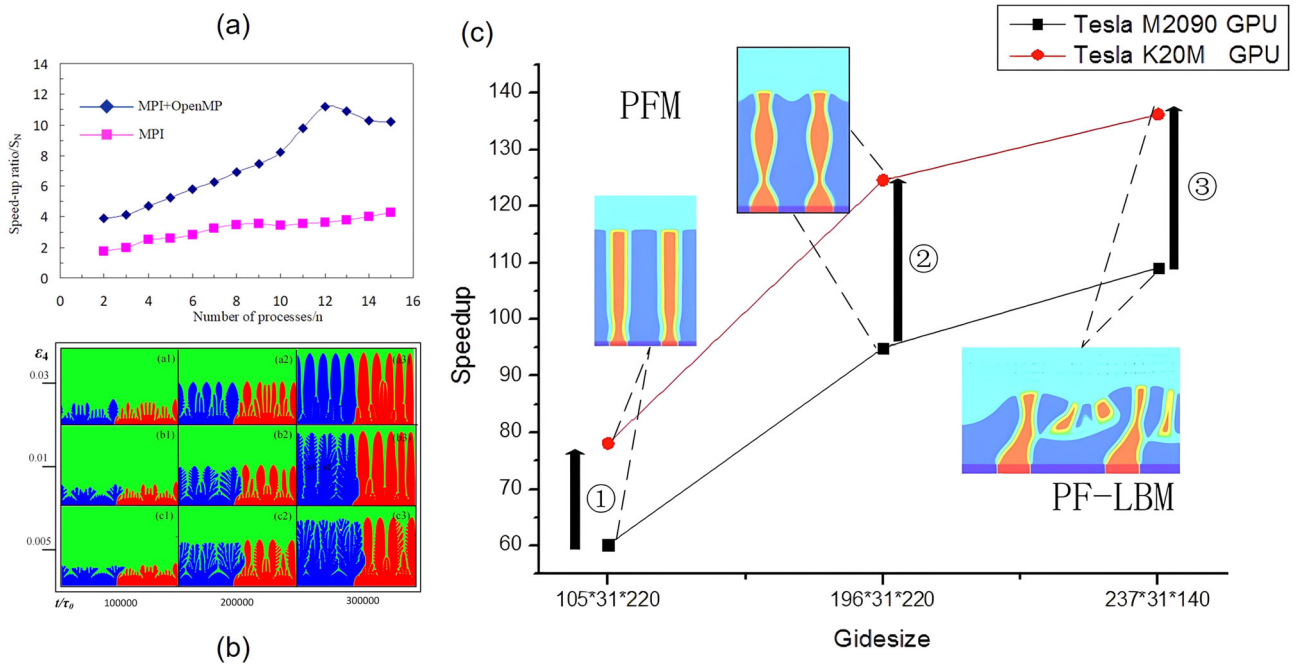 (a)
14
12
10
8
6
4
2
0
Speed-up ratio/S_N
MPI+OpenMP
MPI
0 2 4 6 8 10 12 14 16
Number of processes/n
ε4
0.03
0.01
0.005
(a1) (a2)
(b1) (b2)
(c1) (c2) (c3)
t/τ0 100000 200000 300000
(b)
(c)
Tesla M2090 GPU
Tesla K20M GPU
140
130
120
110
100
90
80
70
60
Speedup
PFM
①
②
③
PF-LBM
105*31*220 196*31*220 237*31*140
Gidesize